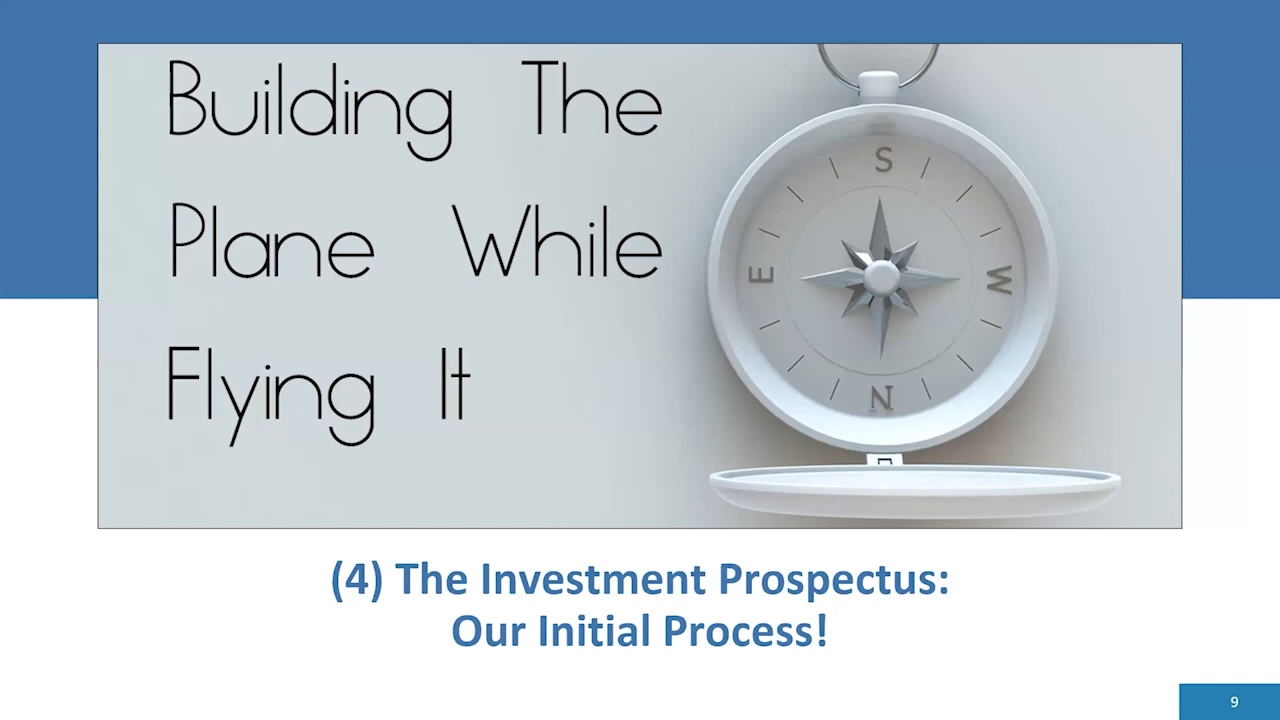 Building The
Plane While
Flying It
S
E
W
N
(4) The Investment Prospectus:
Our Initial Process!
9